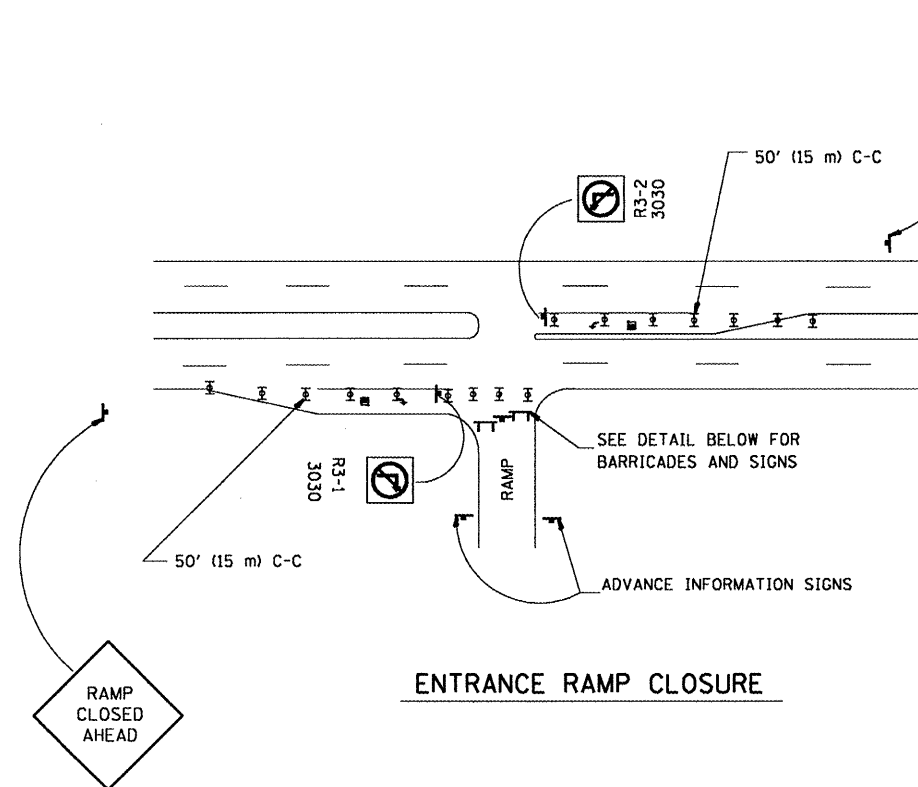 50' (15 m) C-C
R3-2
3030
SEE DETAIL BELOW FOR
BARRICADES AND SIGNS
R3-1
3030
RAMP
50' (15 m) C-C
ADVANCE INFORMATION SIGNS
RAMP
CLOSED
AHEAD
ENTRANCE RAMP CLOSURE